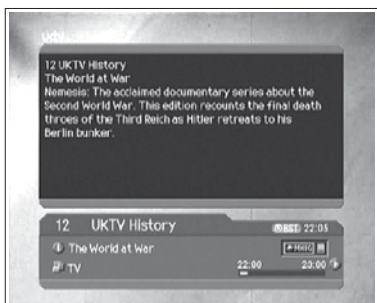 12 UKTV History
The World at War
Nemesis: The acclaimed documentary series about the
Second World War. This edition recounts the final death
throes of the Third Reich as Hitler retreats to his
Berlin bunker.
12 UKTV History
BST 22:05
The World at War
TV 22:00 23:00